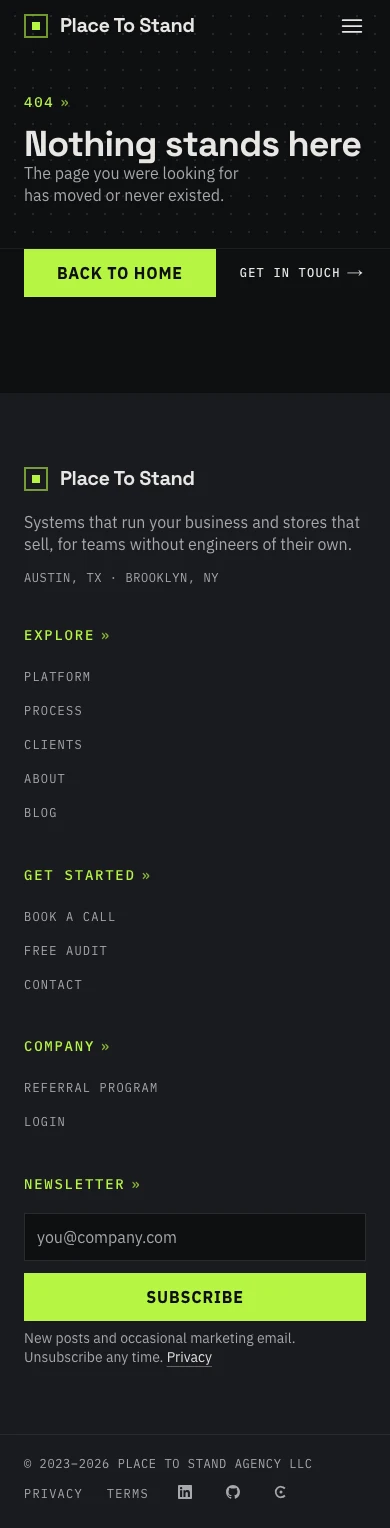 Place To Stand
404 »
Nothing stands here
The page you were looking for
has moved or never existed.
BACK TO HOME
GET IN TOUCH →
Place To Stand
Systems that run your business and stores that
sell, for teams without engineers of their own.
AUSTIN, TX · BROOKLYN, NY
EXPLORE »
PLATFORM
PROCESS
CLIENTS
ABOUT
BLOG
GET STARTED »
BOOK A CALL
FREE AUDIT
CONTACT
COMPANY »
REFERRAL PROGRAM
LOGIN
NEWSLETTER »
you@company.com
SUBSCRIBE
New posts and occasional marketing email.
Unsubscribe any time. Privacy
© 2023–2026 PLACE TO STAND AGENCY LLC
PRIVACY TERMS